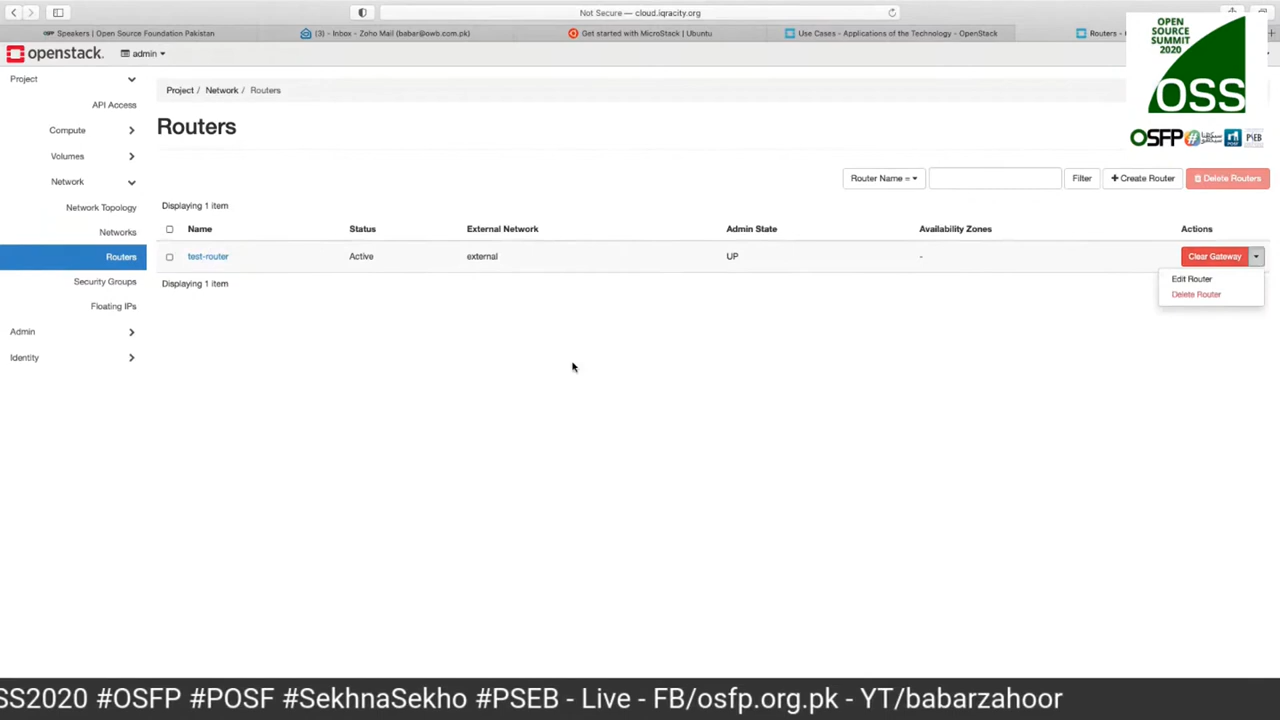 Not Secure — cloud.iqracity.org
Speakers | Open Source Foundation Pakistan
(3) - Inbox - Zoho Mail (babar@owb.com.pk)
Get started with MicroStack | Ubuntu
Use Cases - Applications of the Technology - OpenStack
Routers -
openstack.
admin
OPEN
SOURCE
SUMMIT
2020
OSS
OSFP
PSEB
Project
API Access
Compute
Volumes
Network
Network Topology
Networks
Routers
Security Groups
Floating IPs
Admin
Identity
Project / Network / Routers
Routers
Router Name = Filter + Create Router Delete Routers
Displaying 1 item
Name Status External Network Admin State Availability Zones Actions
test-router Active external UP - Clear Gateway
Edit Router
Delete Router
Displaying 1 item
SS2020 #OSFP #POSF #SekhnaSekho #PSEB - Live - FB/osfp.org.pk - YT/babarzahoor